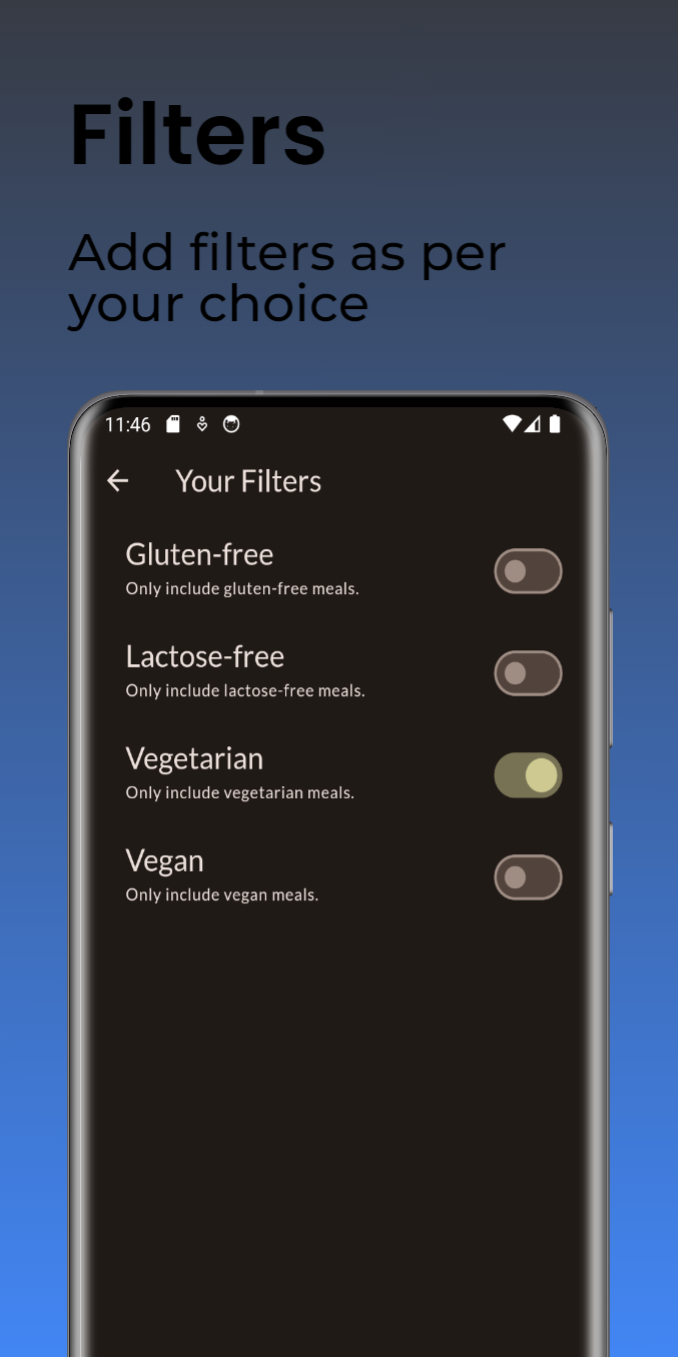 Filters
Add filters as per
your choice
11:46
Your Filters
Gluten-free
Only include gluten-free meals.
Lactose-free
Only include lactose-free meals.
Vegetarian
Only include vegetarian meals.
Vegan
Only include vegan meals.